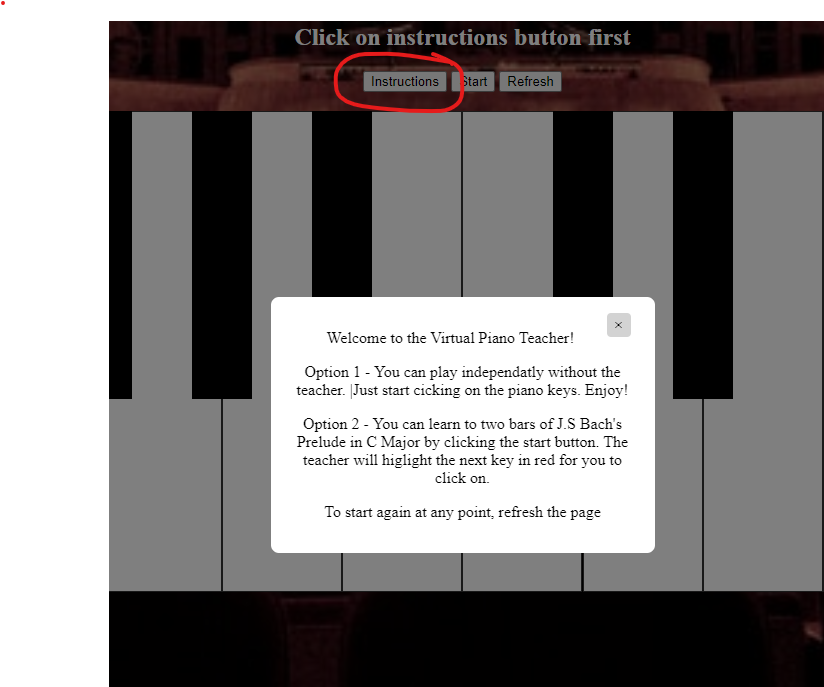 Click on instructions button first
Instructions Start Refresh
×
Welcome to the Virtual Piano Teacher!
Option 1 - You can play independatly without the
teacher. |Just start cicking on the piano keys. Enjoy!
Option 2 - You can learn to two bars of J.S Bach's
Prelude in C Major by clicking the start button. The
teacher will higlight the next key in red for you to
click on.
To start again at any point, refresh the page